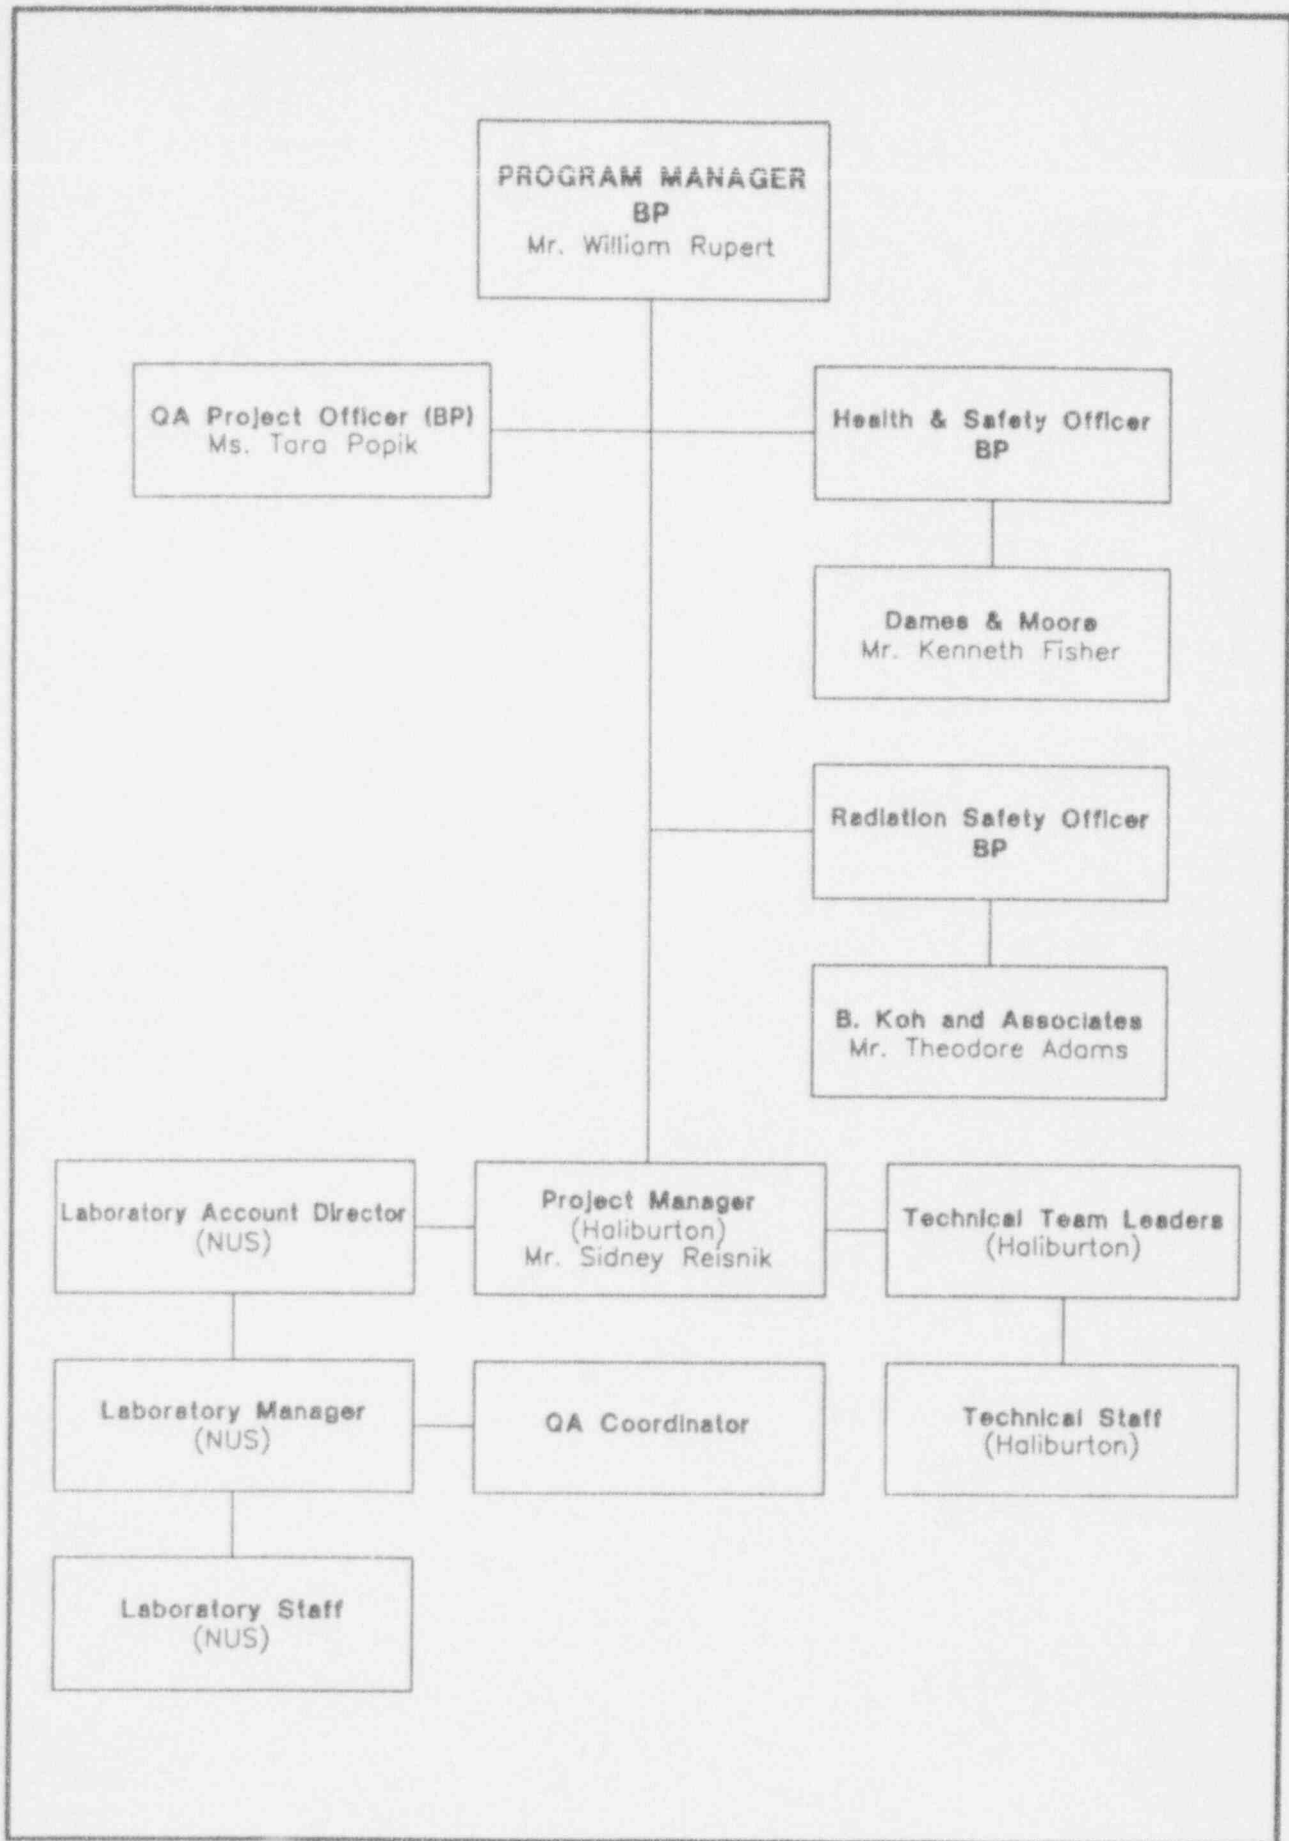 PROGRAM MANAGER
BP
Mr. William Rupert
QA Project Officer (BP)
Ms. Tara Popik
Health & Safety Officer
BP
Dames & Moore
Mr. Kenneth Fisher
Radiation Safety Officer
BP
B. Koh and Associates
Mr. Theodore Adams
Laboratory Account Director
(NUS)
Project Manager
(Haliburton)
Mr. Sidney Reisnik
Technical Team Leaders
(Haliburton)
Laboratory Manager
(NUS)
QA Coordinator
Technical Staff
(Haliburton)
Laboratory Staff
(NUS)